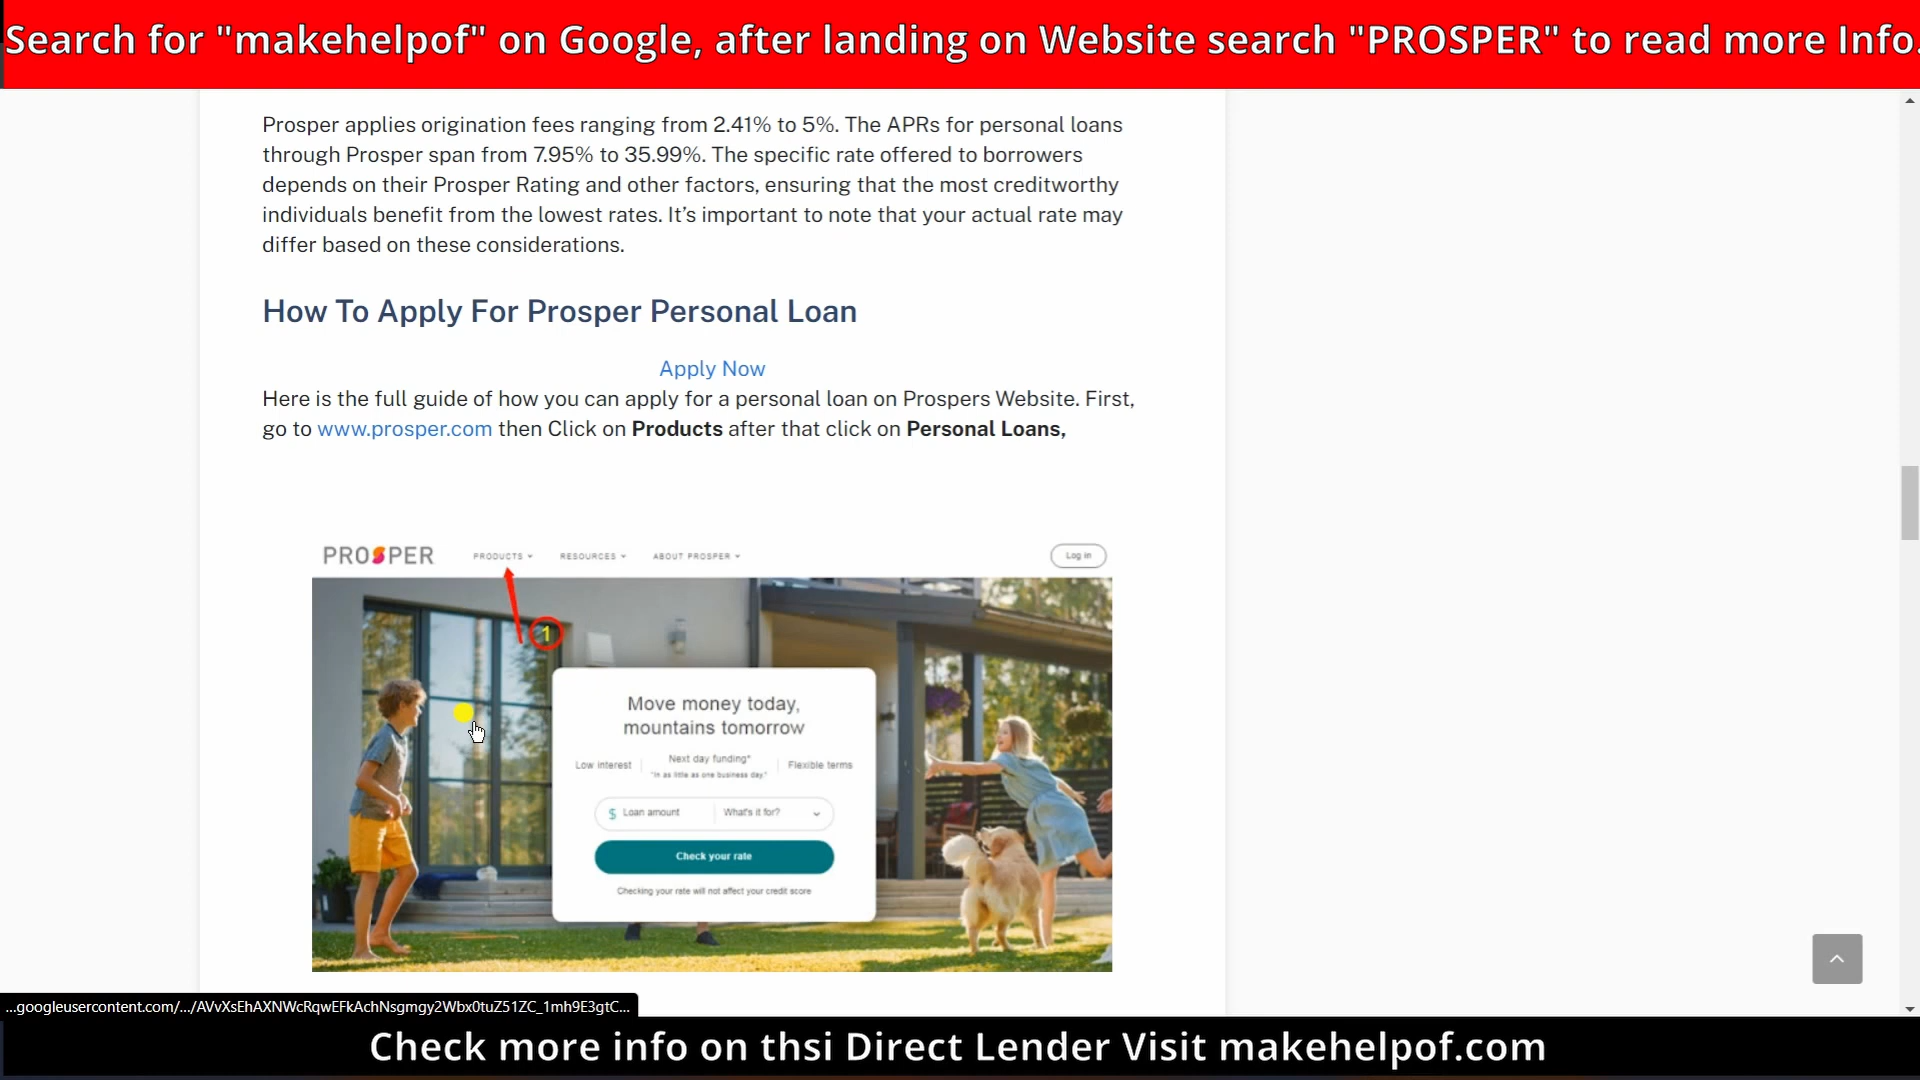 Search for "makehelpof" on Google, after landing on Website search "PROSPER" to read more Info.
Prosper applies origination fees ranging from 2.41% to 5%. The APRs for personal loans
through Prosper span from 7.95% to 35.99%. The specific rate offered to borrowers
depends on their Prosper Rating and other factors, ensuring that the most creditworthy
individuals benefit from the lowest rates. It’s important to note that your actual rate may
differ based on these considerations.
How To Apply For Prosper Personal Loan
Apply Now
Here is the full guide of how you can apply for a personal loan on Prospers Website. First,
go to www.prosper.com then Click on Products after that click on Personal Loans,
PROSPER PRODUCTS RESOURCES ABOUT PROSPER Log in
1
Move money today,
mountains tomorrow
Low interest Next day funding* Flexible terms
"In as little as one business day."
$ Loan amount What's it for?
Check your rate
Checking your rate will not affect your credit score
...googleusercontent.com/.../AVvXsEhAXNWcRqwEFkAchNsgmgy2Wbx0tuZ51ZC_1mh9E3gtC...
Check more info on thsi Direct Lender Visit makehelpof.com